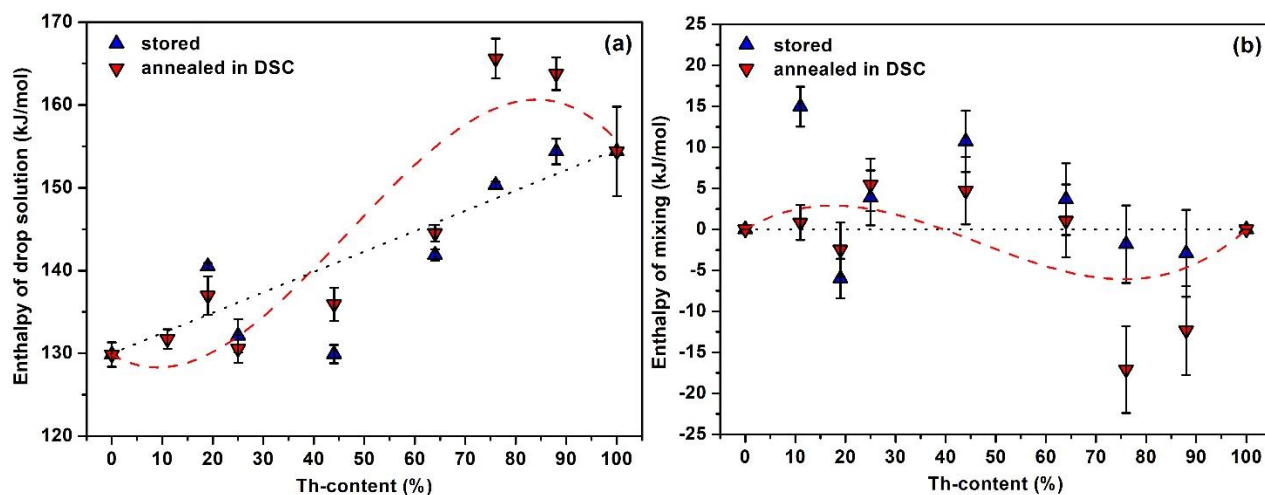 (a)
stored
annealed in DSC
Enthalpy of drop solution (kJ/mol)
170
160
150
140
130
120
0 10 20 30 40 50 60 70 80 90 100
Th-content (%)
(b)
stored
annealed in DSC
Enthalpy of mixing (kJ/mol)
25
20
15
10
5
0
-5
-10
-15
-20
-25
0 10 20 30 40 50 60 70 80 90 100
Th-content (%)